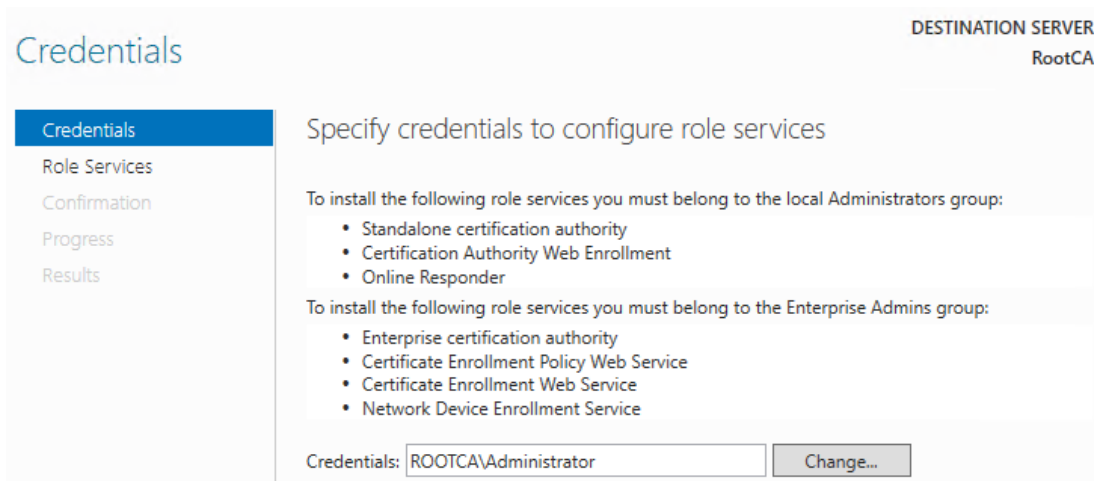 DESTINATION SERVER
RootCA
Credentials
Credentials
Role Services
Confirmation
Progress
Results
Specify credentials to configure role services
To install the following role services you must belong to the local Administrators group:
• Standalone certification authority
• Certification Authority Web Enrollment
• Online Responder
To install the following role services you must belong to the Enterprise Admins group:
• Enterprise certification authority
• Certificate Enrollment Policy Web Service
• Certificate Enrollment Web Service
• Network Device Enrollment Service
Credentials: ROOTCA\Administrator Change...